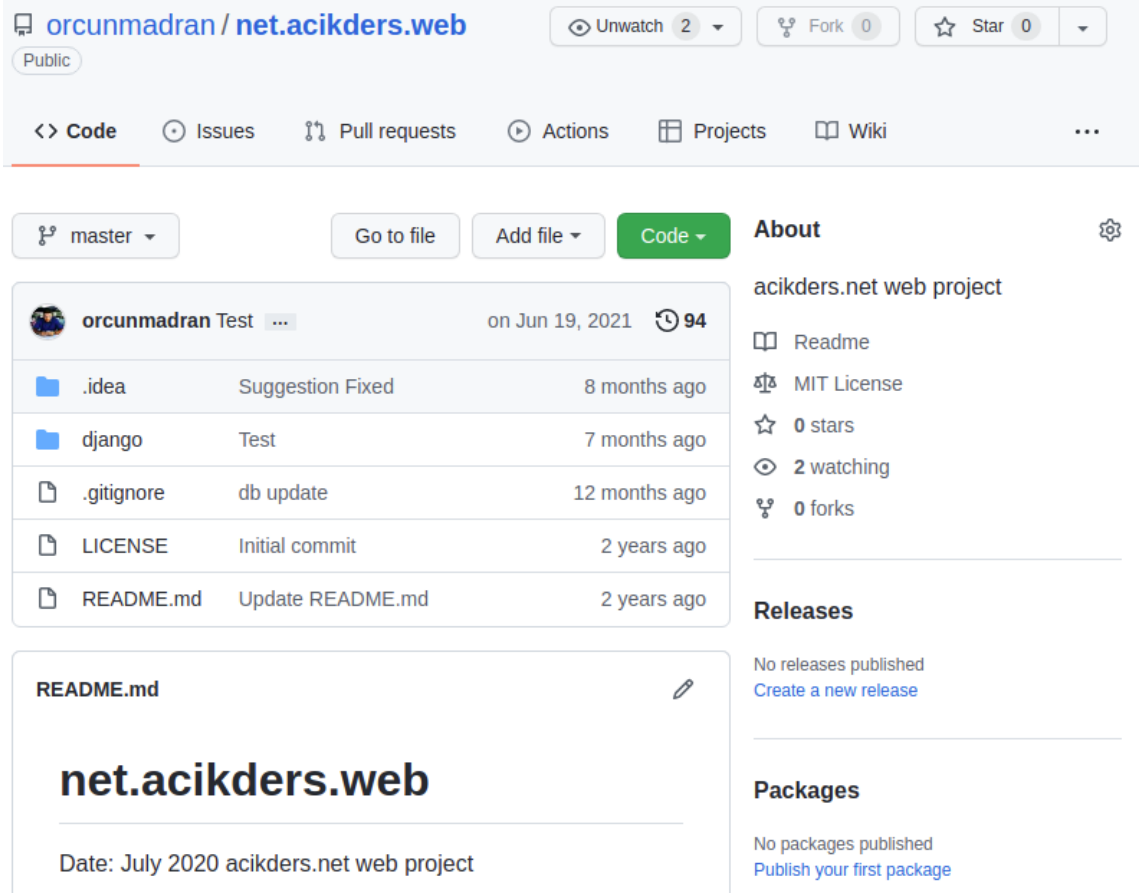 orcunmadran / net.acikders.web
Public
Unwatch 2
Fork 0
Star 0
Code
Issues
Pull requests
Actions
Projects
Wiki
...
master
Go to file
Add file
Code
orcunmadran Test ... on Jun 19, 2021 94
.idea Suggestion Fixed 8 months ago
django Test 7 months ago
.gitignore db update 12 months ago
LICENSE Initial commit 2 years ago
README.md Update README.md 2 years ago
README.md
net.acikders.web
Date: July 2020 acikders.net web project
About
acikders.net web project
Readme
MIT License
0 stars
2 watching
0 forks
Releases
No releases published
Create a new release
Packages
No packages published
Publish your first package